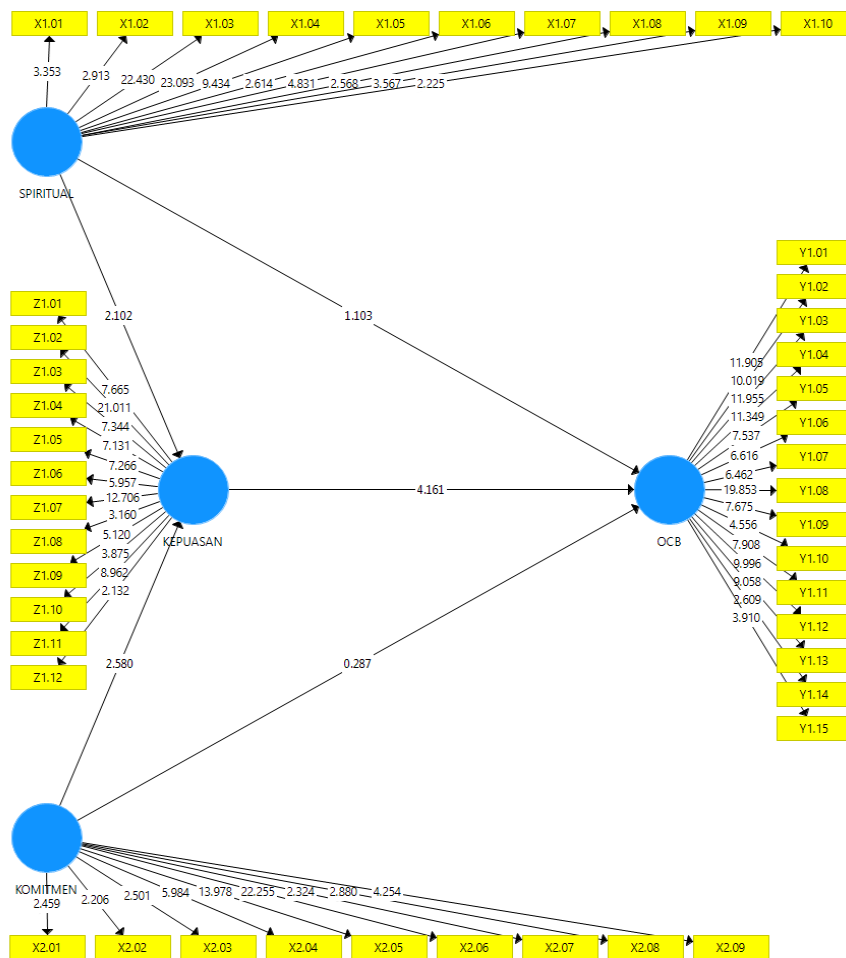 X1.01 X1.02 X1.03 X1.04 X1.05 X1.06 X1.07 X1.08 X1.09 X1.10
3.353 2.913 22.430 23.093 9.434 2.614 4.831 2.568 3.567 2.225
SPIRITUAL
2.102
1.103
Z1.01
Z1.02
Z1.03
Z1.04
Z1.05
Z1.06
Z1.07
Z1.08
Z1.09
Z1.10
Z1.11
Z1.12
7.665
21.011
7.344
7.131
7.266
5.957
12.706
3.160
5.120
3.875
8.962
2.132
KEPUASAN
4.161
OCB
11.905
10.019
11.955
11.349
7.537
6.616
6.462
19.853
7.675
4.556
7.908
9.996
9.058
2.609
3.910
Y1.01
Y1.02
Y1.03
Y1.04
Y1.05
Y1.06
Y1.07
Y1.08
Y1.09
Y1.10
Y1.11
Y1.12
Y1.13
Y1.14
Y1.15
2.580
0.287
KOMITMEN
2.459 2.206 2.501 5.984 13.978 22.255 2.324 2.880 4.254
X2.01 X2.02 X2.03 X2.04 X2.05 X2.06 X2.07 X2.08 X2.09